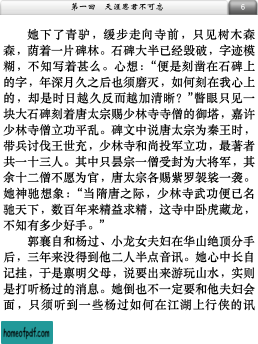 第一回　天涯思君不可忘
6
她下了青驴，缓步走向寺前，只见树木森
森，荫着一片碑林。石碑大半已经毁破，字迹模
糊，不知写着甚么。心想：“便是刻凿在石碑上
的字，年深月久之后也须磨灭，如何刻在我心上
的，却是时日越久反而越加清晰？”瞥眼只见一
块大石碑刻着唐太宗赐少林寺寺僧的御塔，嘉许
少林寺僧立功平乱。碑文中说唐太宗为秦王时，
带兵讨伐王世充，少林寺和尚投军立功，最著者
共一十三人。其中只昙宗一僧受封为大将军，其
余十二僧不愿为官，唐太宗各赐紫罗袈裟一袭。
她神驰想象：“当隋唐之际，少林寺武功便已名
驰天下，数百年来精益求精，这寺中卧虎藏龙，
不知有多少好手。”
郭襄自和杨过、小龙女夫妇在华山绝顶分手
后，三年来没得到他二人半点音讯。她心中长自
记挂，于是禀明父母，说要出来游玩山水，实则
是打听杨过的消息。她倒也不一定要和他夫妇会
面，只须听到一些杨过如何在江湖上行侠的讯
homeofpdf.com